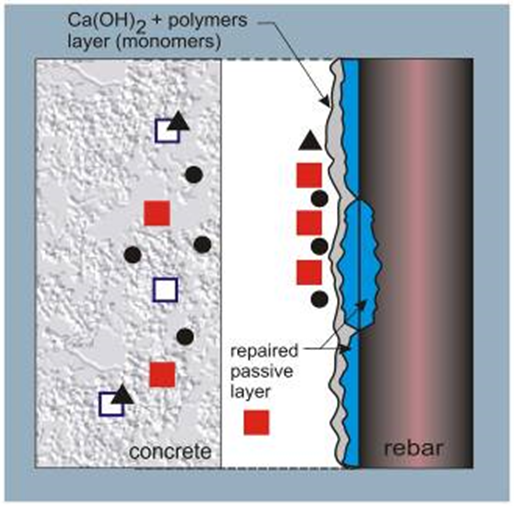 Ca(OH)2 + polymers
layer (monomers)
repaired
passive
layer
concrete
rebar